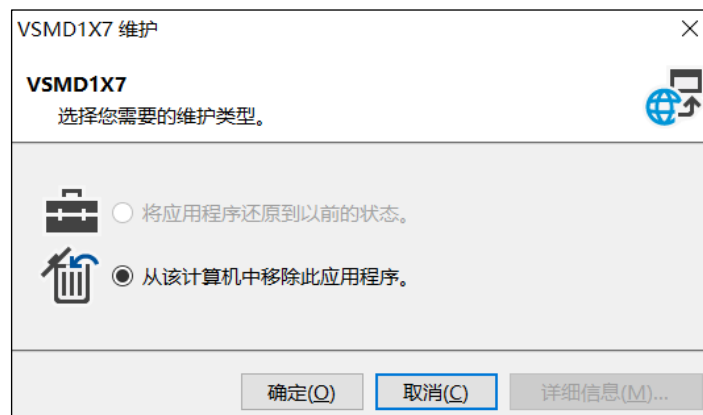 VSMD1X7 维护
VSMD1X7
选择您需要的维护类型。
将应用程序还原到以前的状态。
从该计算机中移除此应用程序。
确定(O) 取消(C) 详细信息(M)...